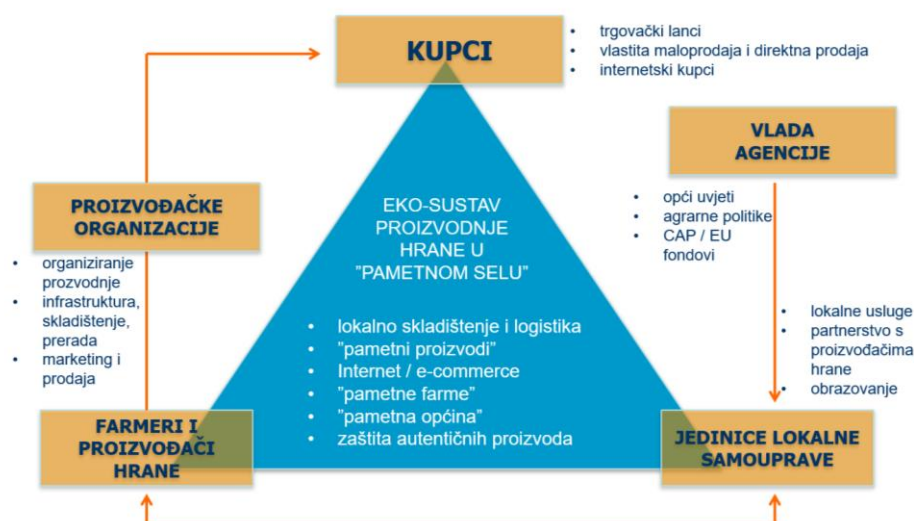 KUPCI
• trgovački lanci
• vlastita maloprodaja i direktna prodaja
• internetski kupci
VLADA
AGENCIJE
• opći uvjeti
• agrarne politike
• CAP / EU
fondovi
PROIZVOĐAČKE
ORGANIZACIJE
• organiziranje
prozvodnje
• infrastruktura,
skladištenje,
prerada
• marketing i
prodaja
EKO-SUSTAV
PROIZVODNJE
HRANE U
"PAMETNOM SELU"
• lokalno skladištenje i logistika
• "pametni proizvodi"
• Internet / e-commerce
• "pametne farme"
• "pametna općina"
• zaštita autentičnih proizvoda
• lokalne usluge
• partnerstvo s
proizvođačima
hrane
• obrazovanje
FARMERI I
PROIZVOĐAČI
HRANE
JEDINICE LOKALNE
SAMOUPRAVE